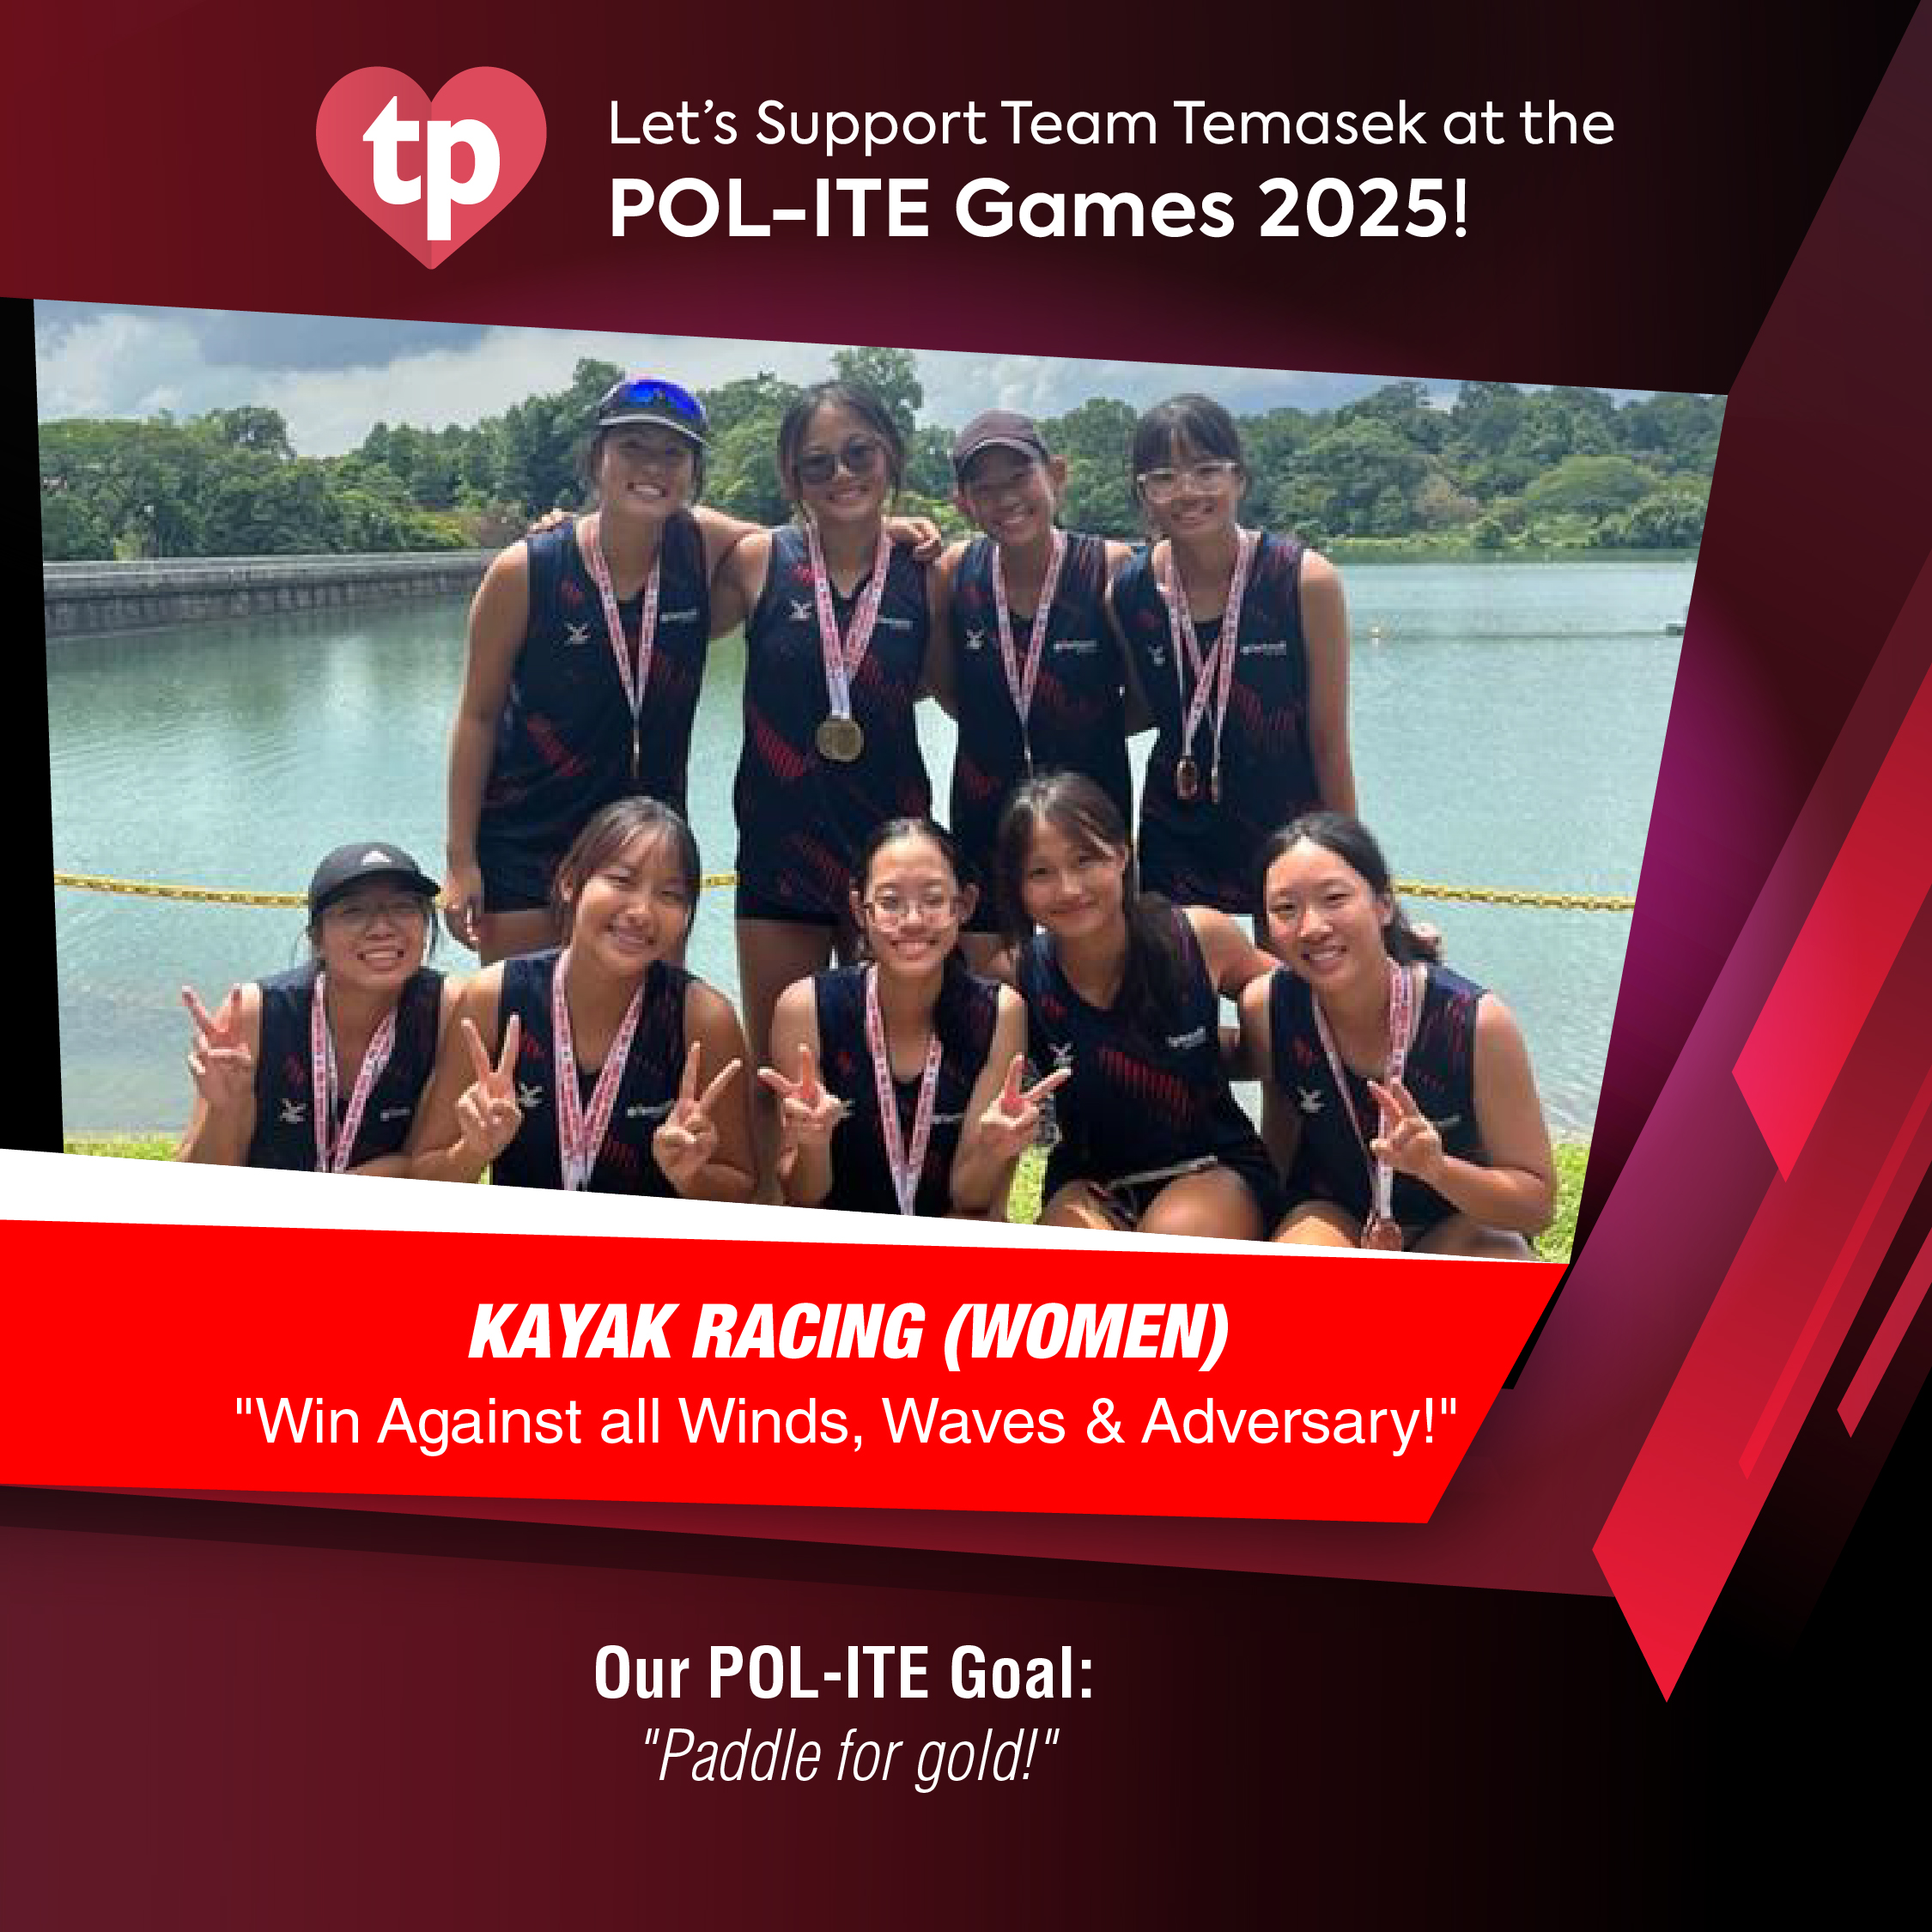 tp
Let’s Support Team Temasek at the
POL-ITE Games 2025!
KAYAK RACING (WOMEN)
"Win Against all Winds, Waves & Adversary!"
Our POL-ITE Goal:
"Paddle for gold!"